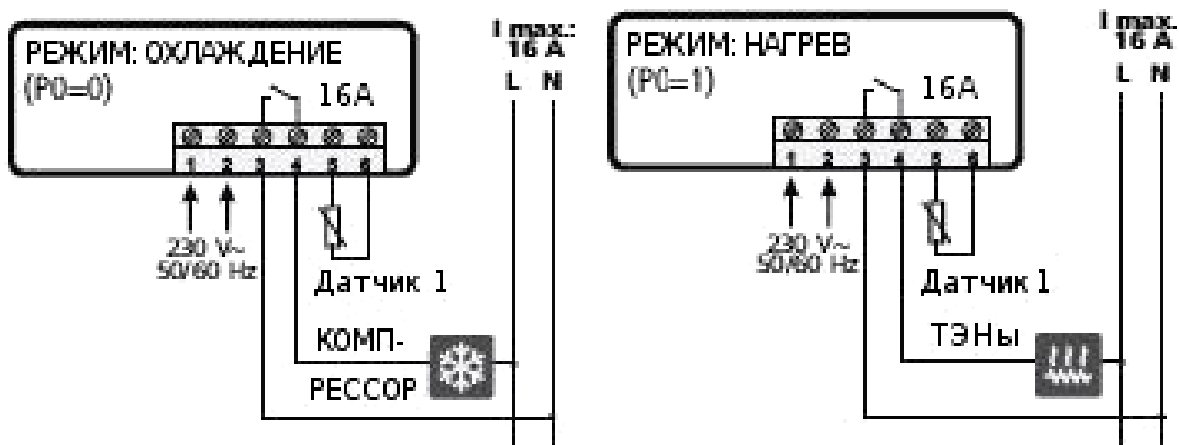 РЕЖИМ: ОХЛАЖДЕНИЕ
(P0=0)
16A
I max.:
16 A
L N
1 2 3 4 5 6
230 V~
50/60 Hz
Датчик 1
КОМП-
РЕССОР
РЕЖИМ: НАГРЕВ
(P0=1)
16A
I max.
16 A
L N
1 2 3 4 5 6
230 V~
50/60 Hz
Датчик 1
ТЭНы